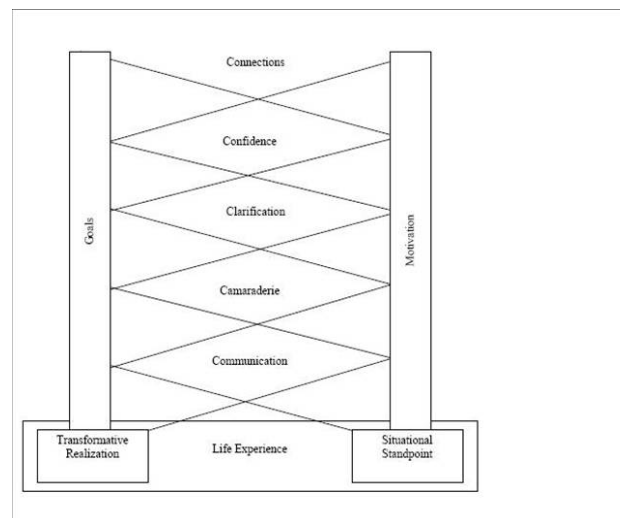 Connections
Confidence
Clarification
Camaraderie
Communication
Goals
Motivation
Transformative
Realization
Life Experience
Situational
Standpoint